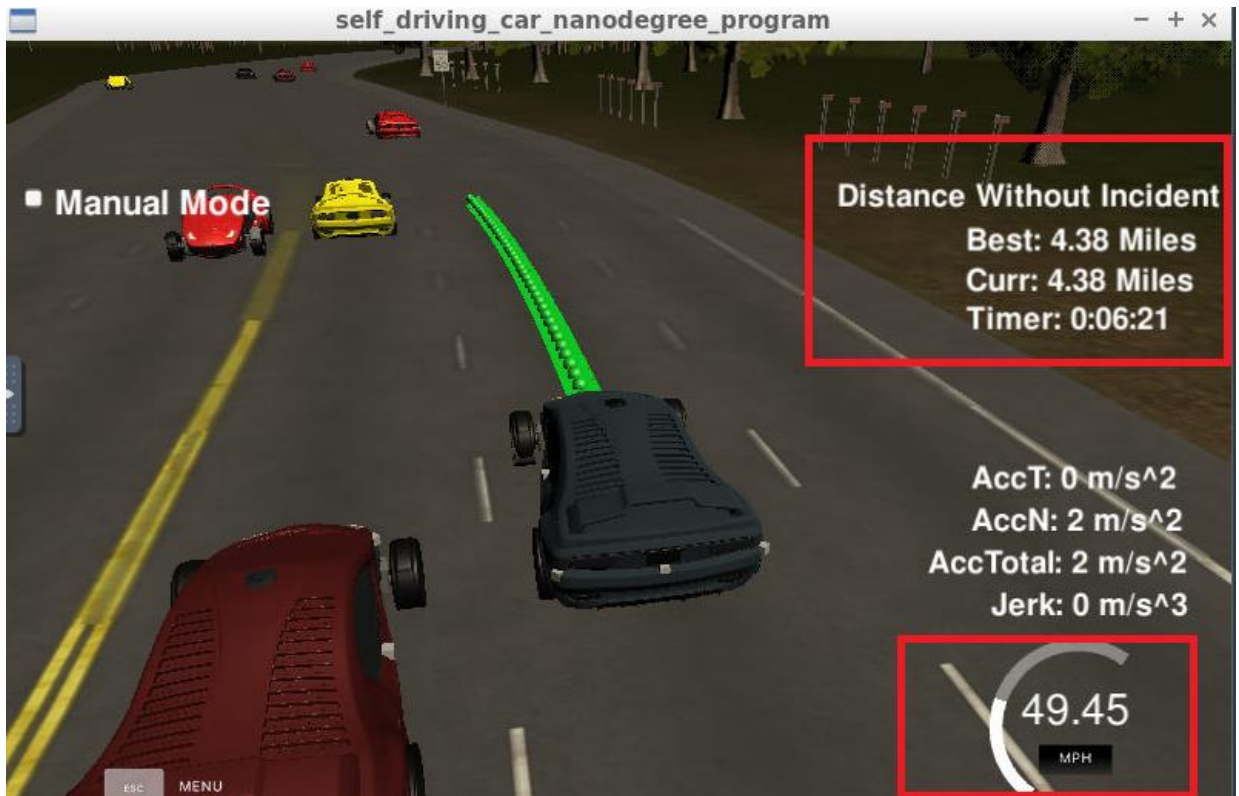 self_driving_car_nanodegree_program
50
Manual Mode
Distance Without Incident
Best: 4.38 Miles
Curr: 4.38 Miles
Timer: 0:06:21
AccT: 0 m/s^2
AccN: 2 m/s^2
AccTotal: 2 m/s^2
Jerk: 0 m/s^3
49.45
MPH
ESC MENU